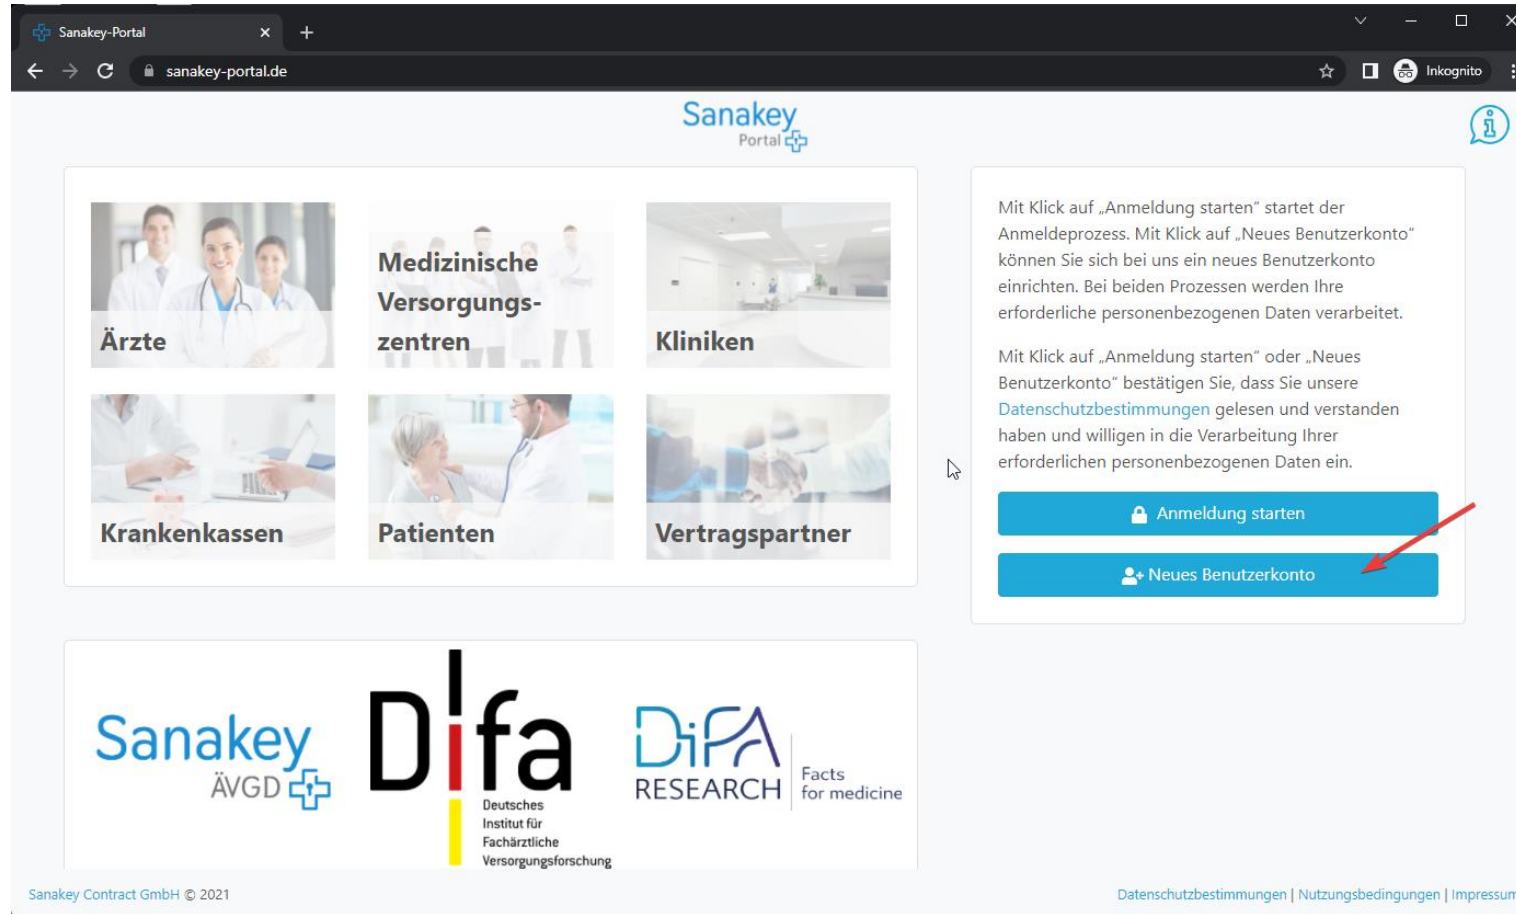 Sanakey-Portal
sanakey-portal.de
Inkognito
Sanakey
Portal
Ärzte
Medizinische
Versorgungs-
zentren
Kliniken
Krankenkassen
Patienten
Vertragspartner
Mit Klick auf „Anmeldung starten“ startet der
Anmeldeprozess. Mit Klick auf „Neues Benutzerkonto“
können Sie sich bei uns ein neues Benutzerkonto
einrichten. Bei beiden Prozessen werden Ihre
erforderliche personenbezogenen Daten verarbeitet.
Mit Klick auf „Anmeldung starten“ oder „Neues
Benutzerkonto“ bestätigen Sie, dass Sie unsere
Datenschutzbestimmungen gelesen und verstanden
haben und willigen in die Verarbeitung Ihrer
erforderlichen personenbezogenen Daten ein.
Anmeldung starten
Neues Benutzerkonto
Sanakey
ÄVGD
Difa
Deutsches
Institut für
Fachärztliche
Versorgungsforschung
DiFA
RESEARCH
Facts
for medicine
Sanakey Contract GmbH © 2021
Datenschutzbestimmungen | Nutzungsbedingungen | Impressum